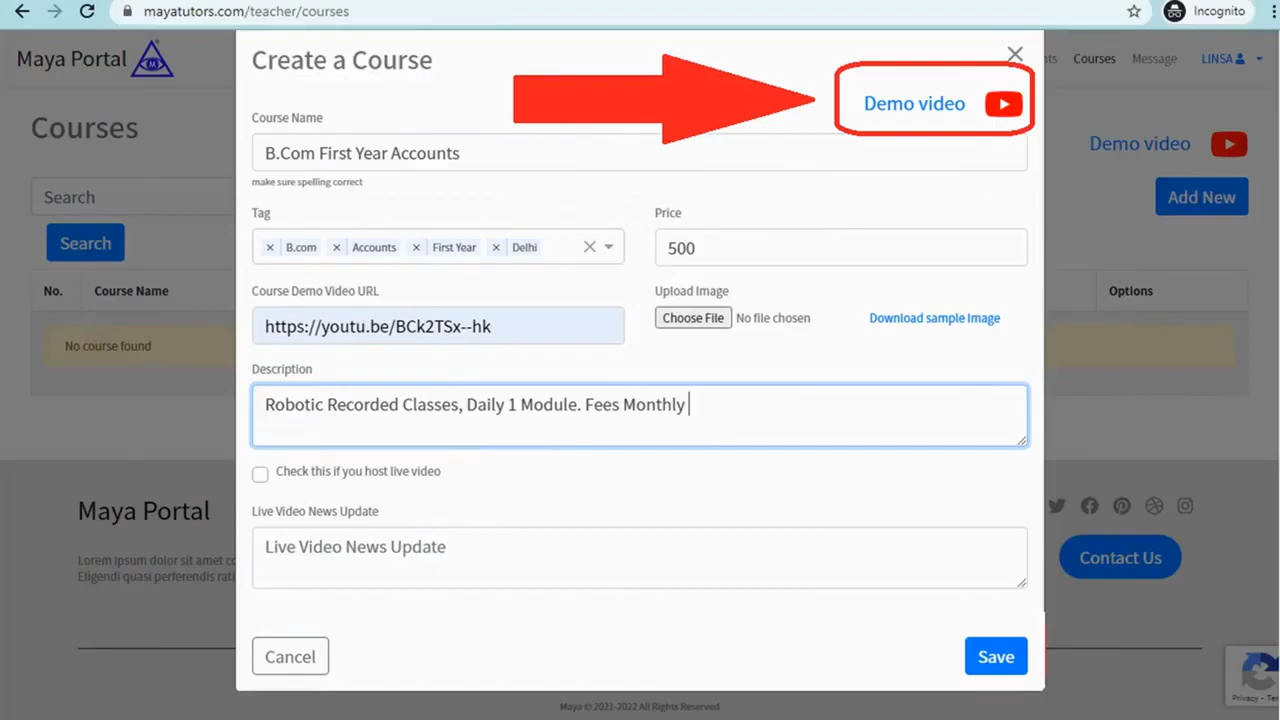 mayatutors.com/teacher/courses
Incognito
Maya Portal
Create a Course
Courses
Message
LINSA
Demo video
Course Name
Courses
B.Com First Year Accounts
Demo video
make sure spelling correct
Search
Add New
Tag
Price
Search
× B.com × Accounts × First Year × Delhi
500
No.
Course Name
Course Demo Video URL
Upload Image
Options
https://youtu.be/BCk2TSx--hk
Choose File No file chosen
Download sample Image
No course found
Description
Robotic Recorded Classes, Daily 1 Module. Fees Monthly
Check this if you host live video
Maya Portal
Live Video News Update
Live Video News Update
Contact Us
Lorem ipsum dolor sit amet
Eligendi quasi perferendis
Cancel
Save
Maya © 2021-2022 All Rights Reserved
Privacy